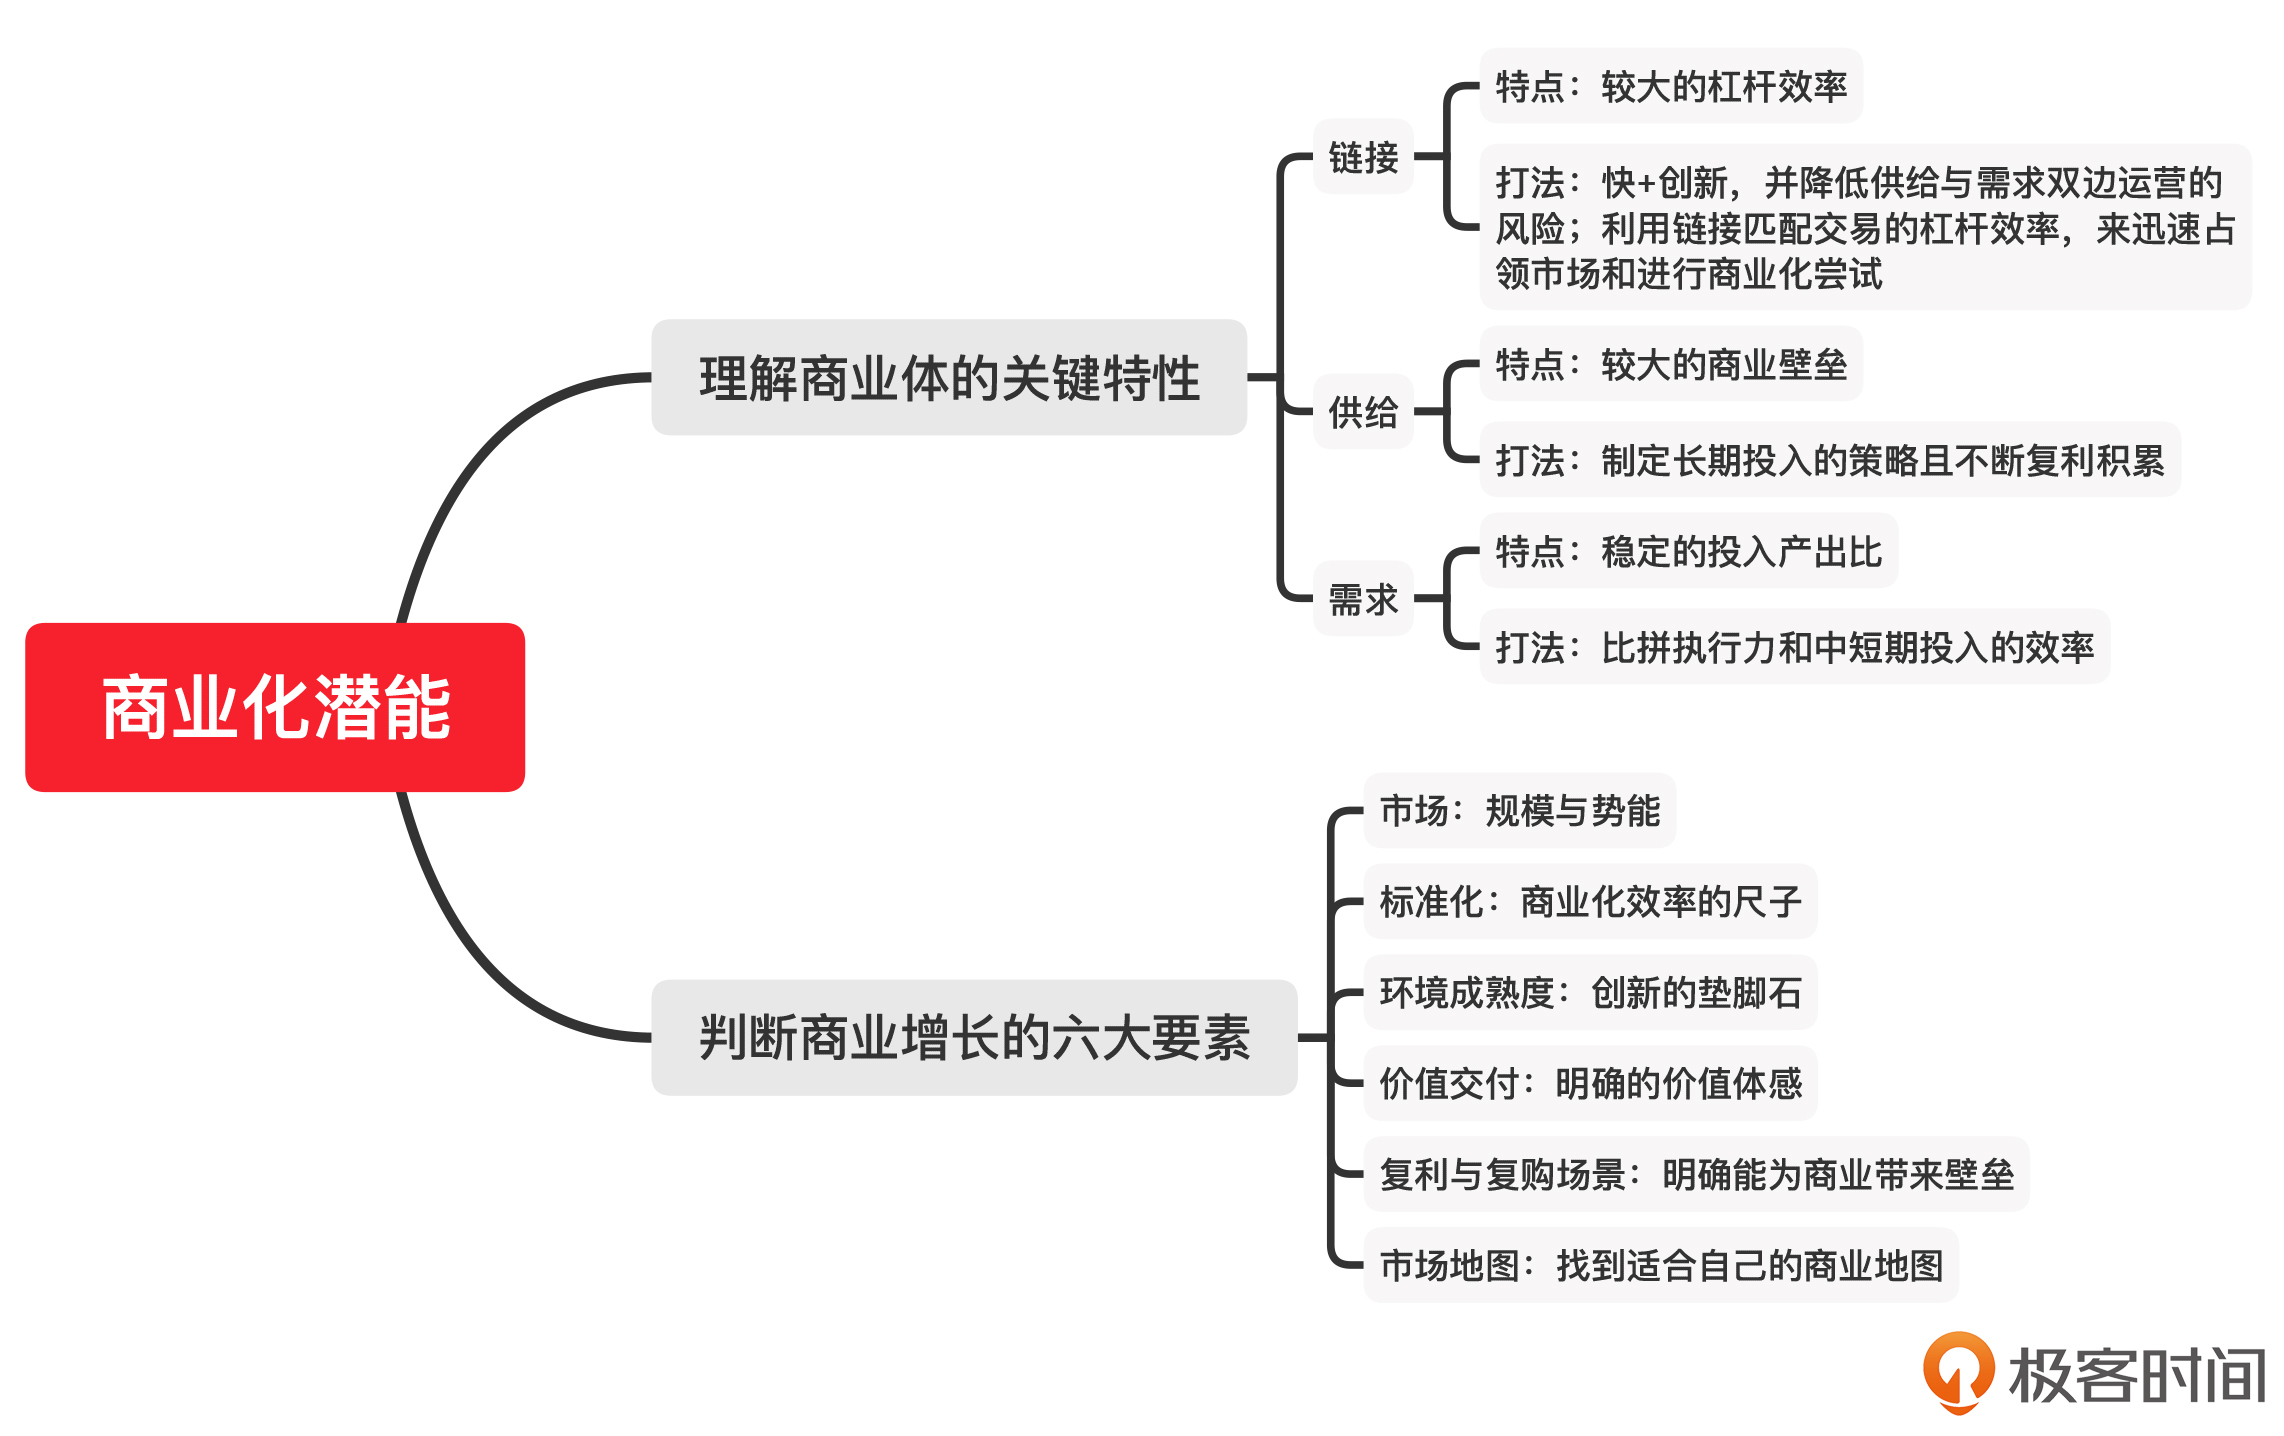 商业化潜能
理解商业体的关键特性
链接
特点：较大的杠杆效率
打法：快+创新，并降低供给与需求双边运营的
风险；利用链接匹配交易的杠杆效率，来迅速占
领市场和进行商业化尝试
供给
特点：较大的商业壁垒
打法：制定长期投入的策略且不断复利积累
需求
特点：稳定的投入产出比
打法：比拼执行力和中短期投入的效率
判断商业增长的六大要素
市场：规模与势能
标准化：商业化效率的尺子
环境成熟度：创新的垫脚石
价值交付：明确的价值体感
复利与复购场景：明确能为商业带来壁垒
市场地图：找到适合自己的商业地图
极客时间